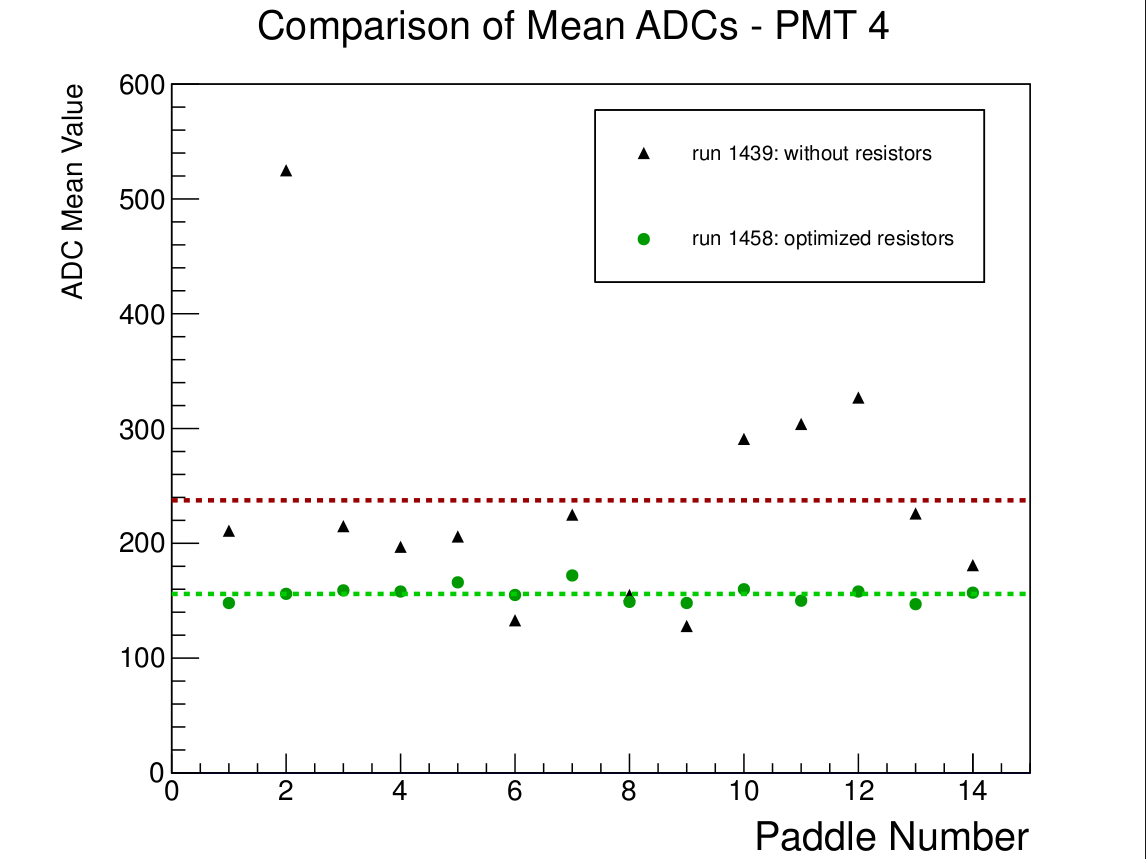 Comparison of Mean ADCs - PMT 4
ADC Mean Value
600
500
400
300
200
100
0
run 1439: without resistors
run 1458: optimized resistors
0 2 4 6 8 10 12 14
Paddle Number